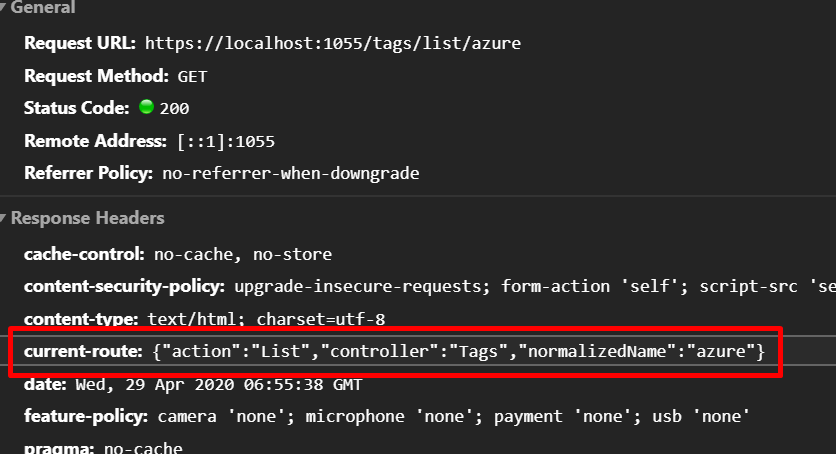 General
Request URL: https://localhost:1055/tags/list/azure
Request Method: GET
Status Code: 200
Remote Address: [::1]:1055
Referrer Policy: no-referrer-when-downgrade
Response Headers
cache-control: no-cache, no-store
content-security-policy: upgrade-insecure-requests; form-action 'self'; script-src 'se
content-type: text/html; charset=utf-8
current-route: {"action":"List","controller":"Tags","normalizedName":"azure"}
date: Wed, 29 Apr 2020 06:55:38 GMT
feature-policy: camera 'none'; microphone 'none'; payment 'none'; usb 'none'
pragma: no-cache